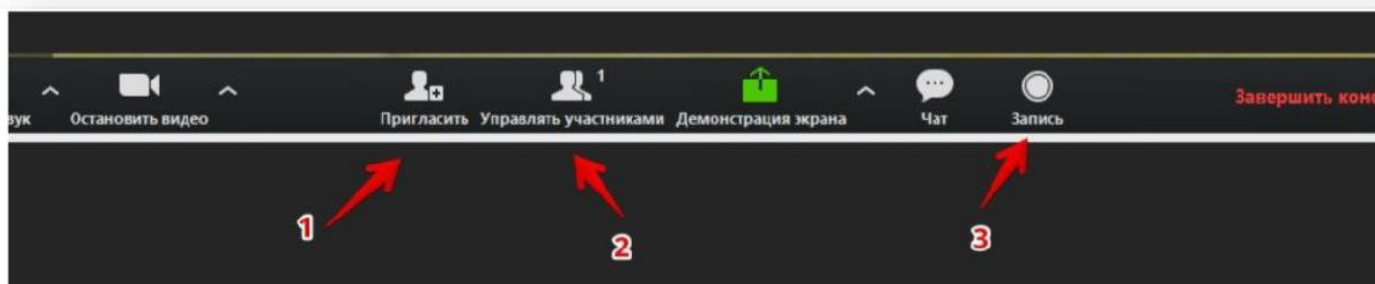 1
вук Остановить видео Пригласить Управлять участниками Демонстрация экрана Чат Запись Завершить кон
1 2 3